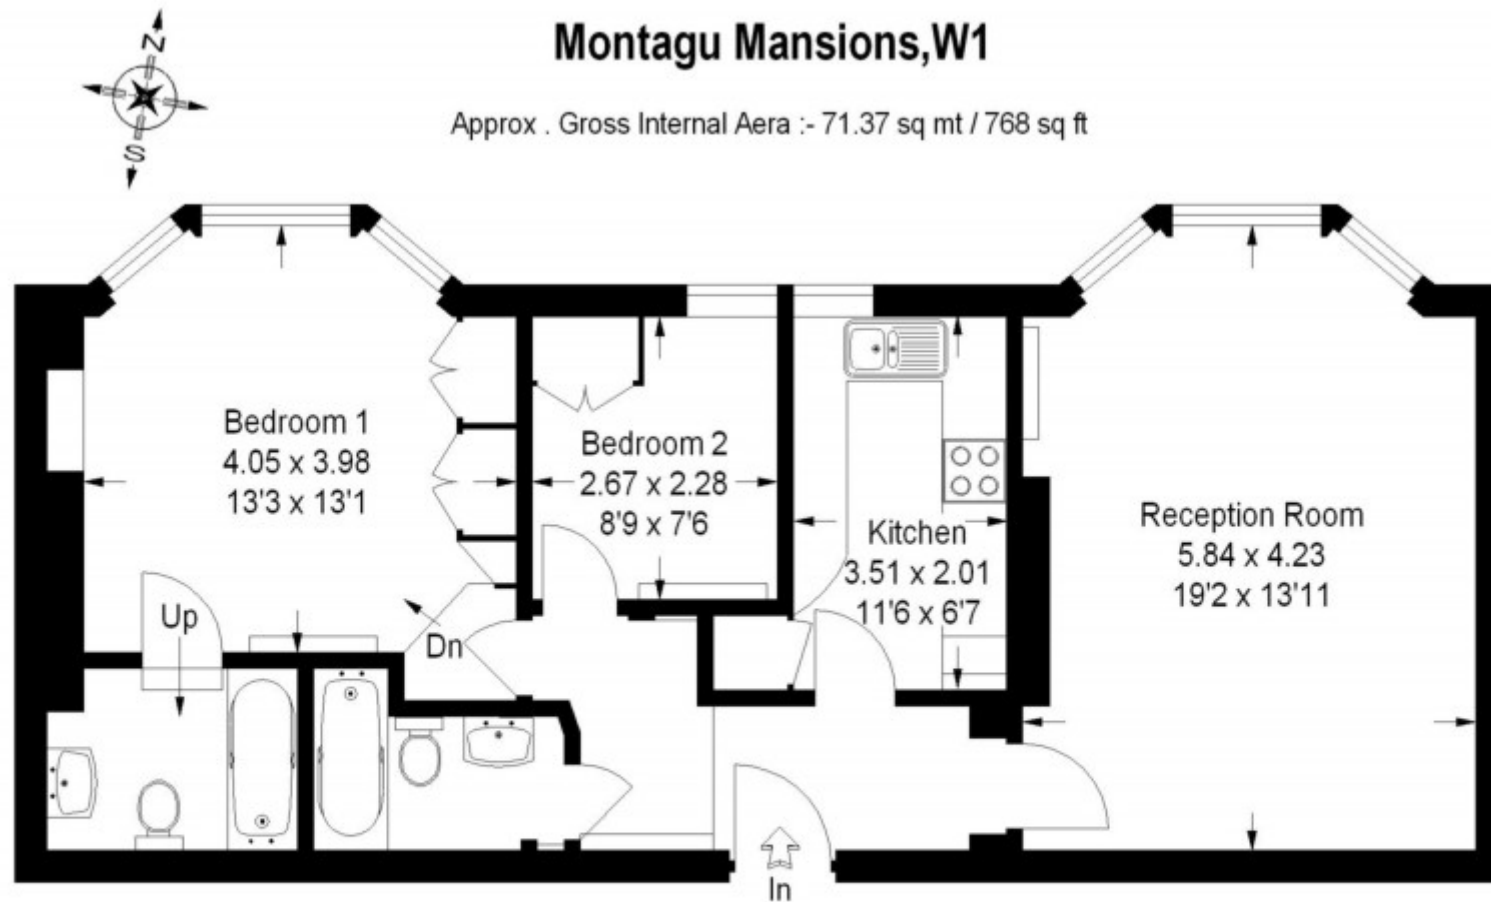 N
S
Montagu Mansions,W1
Approx . Gross Internal Aera :- 71.37 sq mt / 768 sq ft
Bedroom 1
4.05 x 3.98
13'3 x 13'1
Bedroom 2
2.67 x 2.28
8'9 x 7'6
Kitchen
3.51 x 2.01
11'6 x 6'7
Reception Room
5.84 x 4.23
19'2 x 13'11
Up
Dn
In